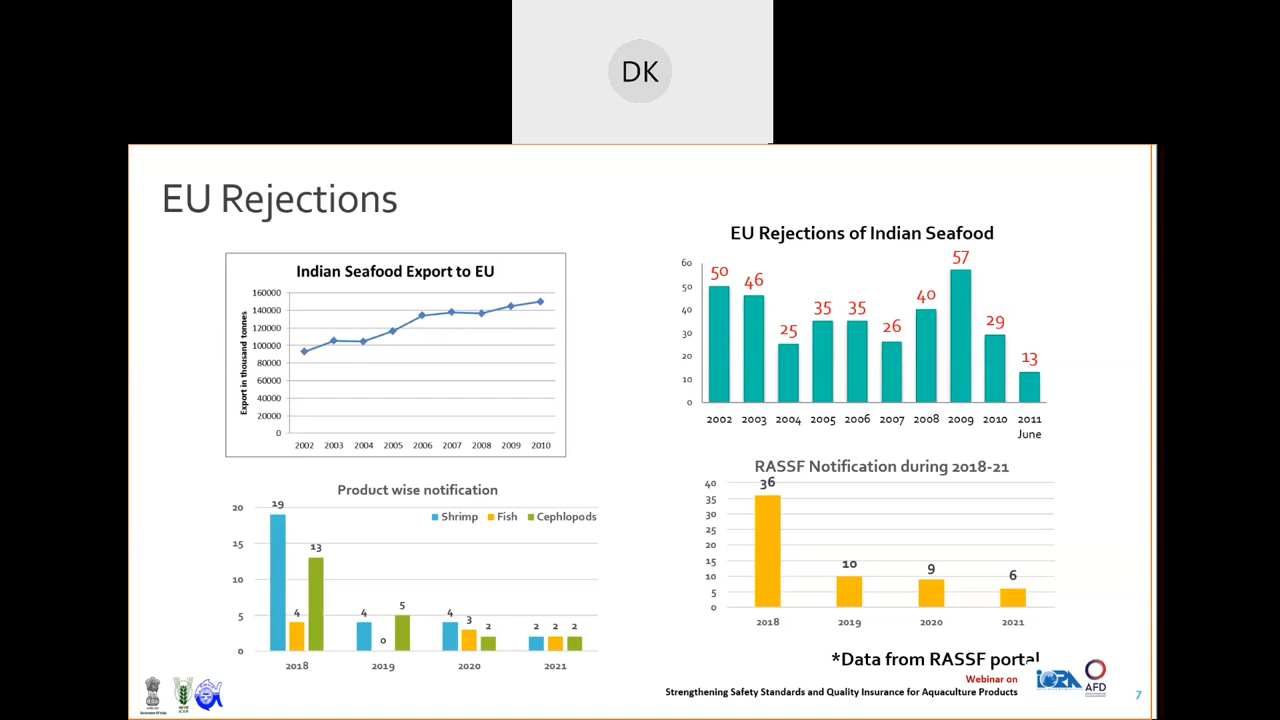 DK
EU Rejections
Indian Seafood Export to EU
Export in thousand tonnes
160000
140000
120000
100000
80000
60000
40000
20000
0
2002 2003 2004 2005 2006 2007 2008 2009 2010
EU Rejections of Indian Seafood
60
50
40
30
20
10
0
50 46 25 35 35 26 40 57 29 13
2002 2003 2004 2005 2006 2007 2008 2009 2010 2011
June
Product wise notification
Shrimp Fish Cephlopods
20
15
10
5
0
19 4 13 4 0 5 4 3 2 2 2 2
2018 2019 2020 2021
RASSF Notification during 2018-21
40
35
30
25
20
15
10
5
0
36 10 9 6
2018 2019 2020 2021
*Data from RASSF portal
Webinar on
Strengthening Safety Standards and Quality Insurance for Aquaculture Products
IORA
AFD
ICAR
7